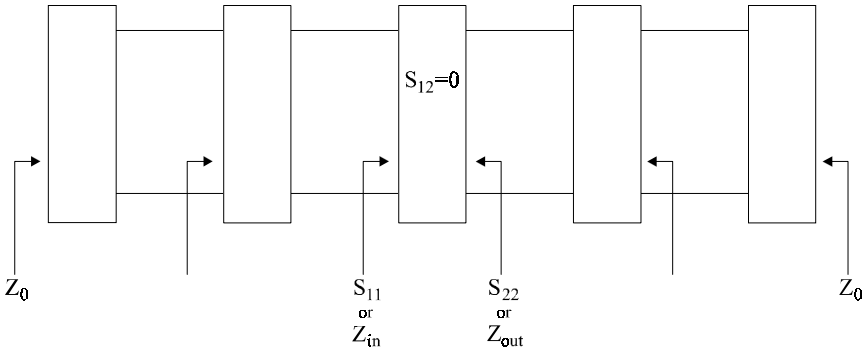 S12=0
Z0
S11
or
Zin
S22
or
Zout
Z0